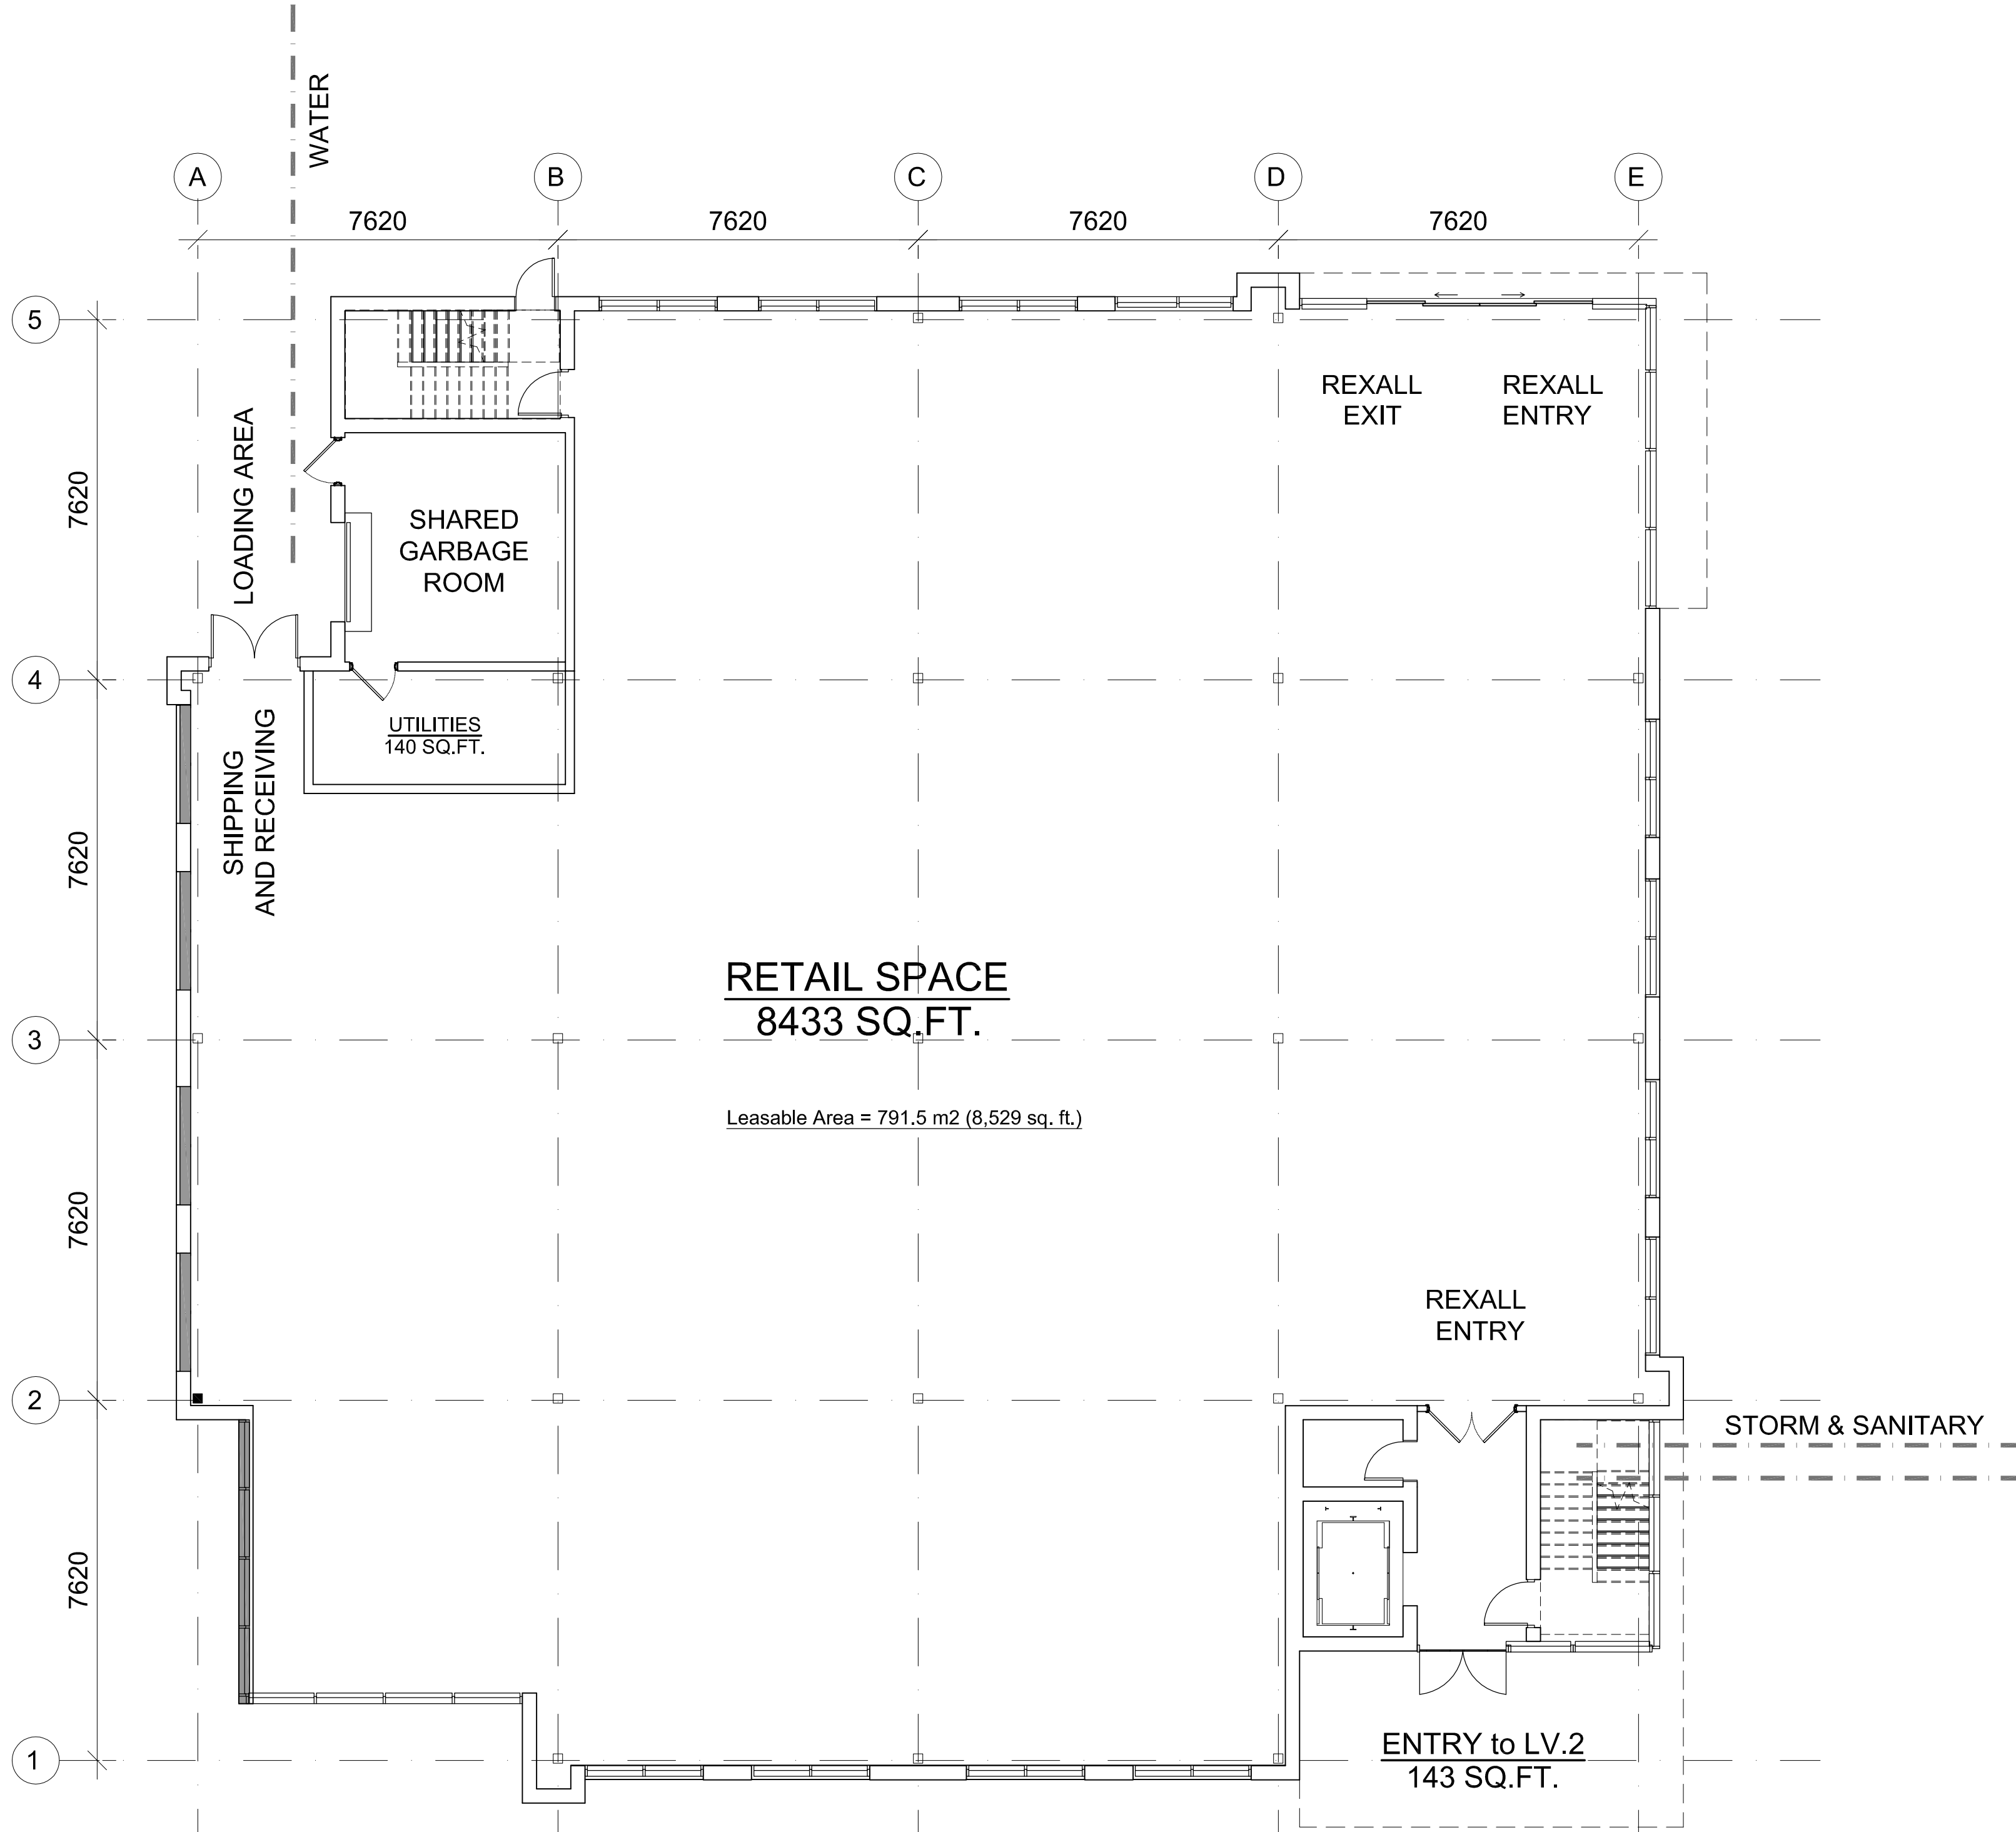 WATER
A
B
C
D
E
7620
7620
7620
7620
5
4
3
2
1
7620
7620
7620
7620
LOADING AREA
SHARED
GARBAGE
ROOM
REXALL
EXIT
REXALL
ENTRY
UTILITIES
140 SQ.FT.
SHIPPING
AND RECEIVING
RETAIL SPACE
8433 SQ.FT.
Leasable Area = 791.5 m2 (8,529 sq. ft.)
REXALL
ENTRY
STORM & SANITARY
ENTRY to LV.2
143 SQ.FT.